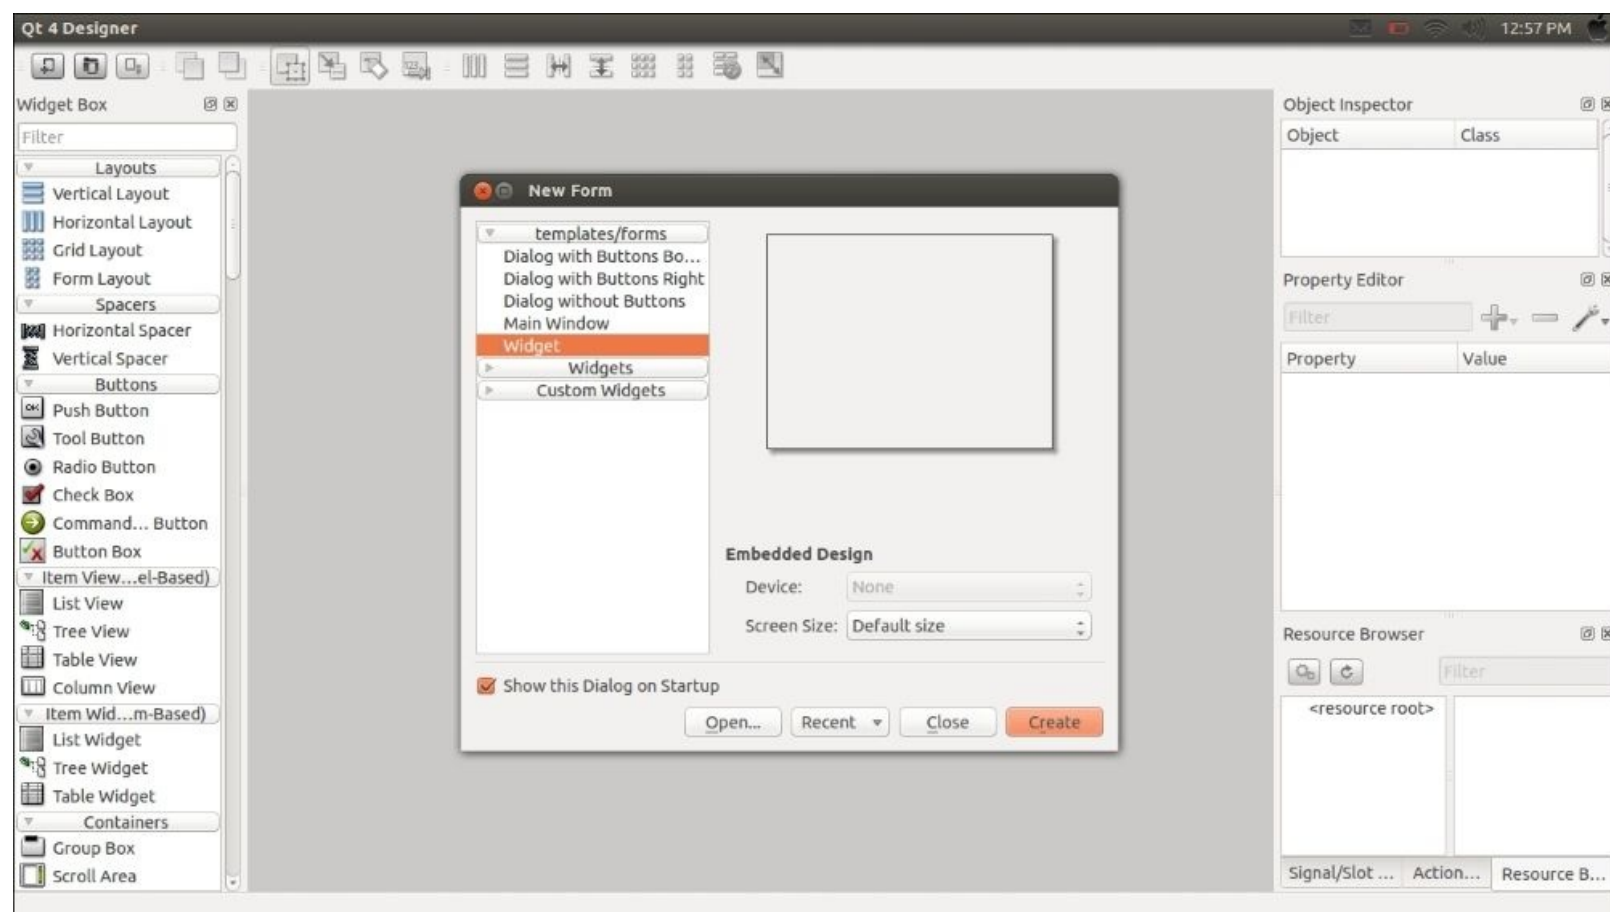 Qt 4 Designer
12:57 PM
Widget Box
Filter
Layouts
Vertical Layout
Horizontal Layout
Grid Layout
Form Layout
Spacers
Horizontal Spacer
Vertical Spacer
Buttons
Push Button
Tool Button
Radio Button
Check Box
Command... Button
Button Box
Item View...el-Based)
List View
Tree View
Table View
Column View
Item Wid...m-Based)
List Widget
Tree Widget
Table Widget
Containers
Group Box
Scroll Area
New Form
templates/forms
Dialog with Buttons Bo...
Dialog with Buttons Right
Dialog without Buttons
Main Window
Widget
Widgets
Custom Widgets
Embedded Design
Device: None
Screen Size: Default size
Show this Dialog on Startup
Open... Recent Close Create
Object Inspector
Object Class
Property Editor
Filter
Property Value
Resource Browser
Filter
<resource root>
Signal/Slot ... Action... Resource B...